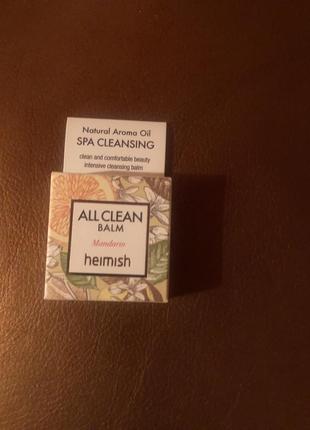 Natural Aroma Oil
SPA CLEANSING
clean and comfortable beauty
intensive cleansing balm
ALL CLEAN
BALM
Mandarin
heimish